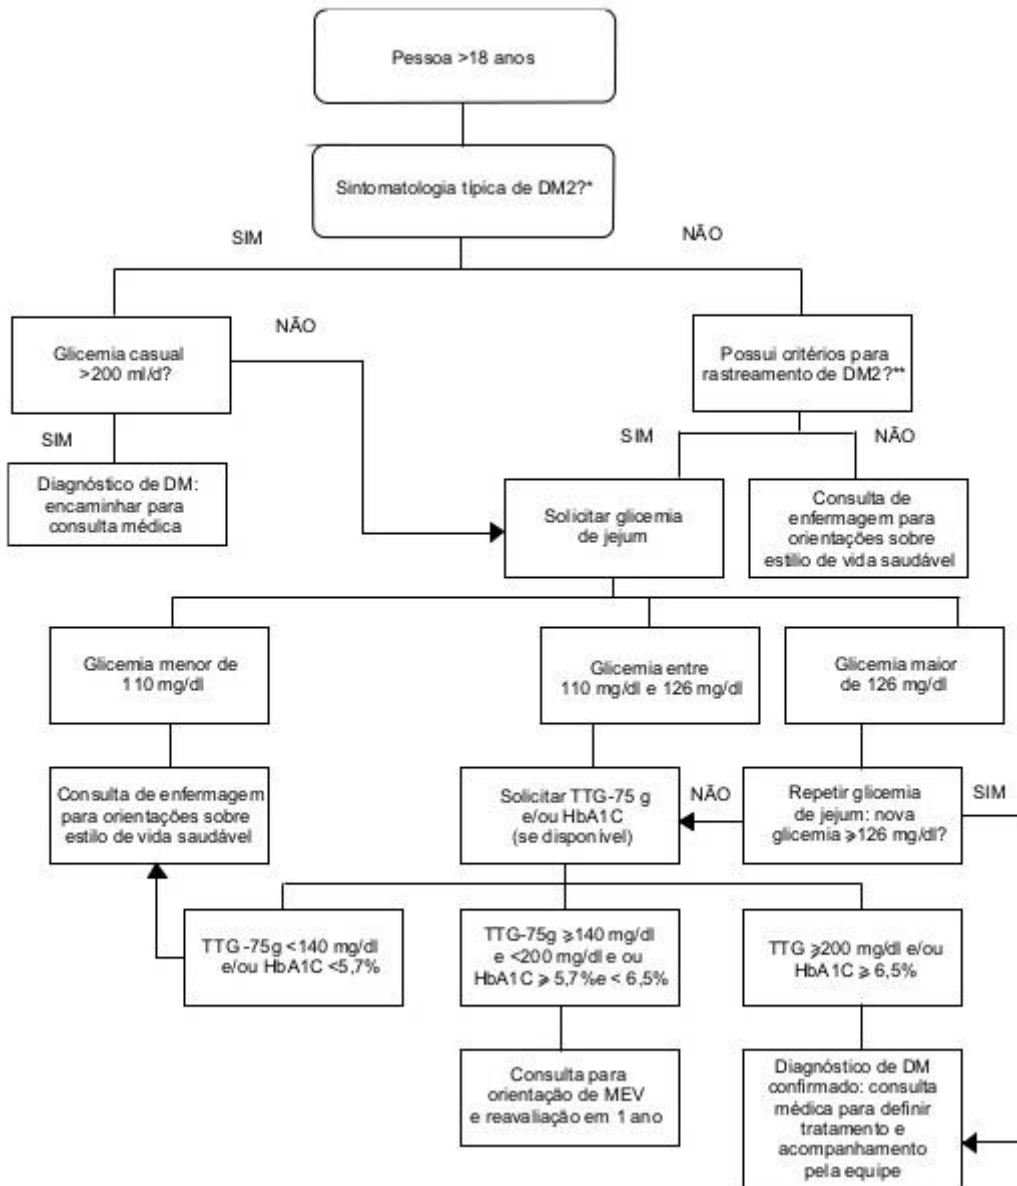 Pessoa >18 anos
Sintomatologia típica de DM2?*
SIM
NÃO
Glicemia casual
>200 ml/d?
NÃO
Possui critérios para
rastreamento de DM2?**
SIM
SIM
NÃO
Diagnóstico de DM:
encaminhar para
consulta médica
Solicitar glicemia
de jejum
Consulta de
enfermagem para
orientações sobre
estilio de vida saudável
Glicemia menor de
110 mg/dl
Glicemia entre
110 mg/dl e 126 mg/dl
Glicemia maior
de 126 mg/dl
Consulta de enfermagem
para orientações sobre
estilo de vida saudável
Solicitar TTG-75 g
e/ou HbA1C
(se disponível)
NÃO
Repetir glicemia
de jejum: nova
glicemia ⩾126 mg/dl?
SIM
TTG -75g <140 mg/dl
e/ou HbA1C <5,7%
TTG-75g ⩾140 mg/dl
e <200 mg/dl e ou
HbA1C ⩾ 5,7%e < 6,5%
TTG ⩾200 mg/dl e/ou
HbA1C ⩾ 6,5%
Consulta para
orientação de MEV
e reavaliação em 1 ano
Diagnóstico de DM
confirmado: consulta
médica para definir
tratamento e
acompanhamento
pela equipe